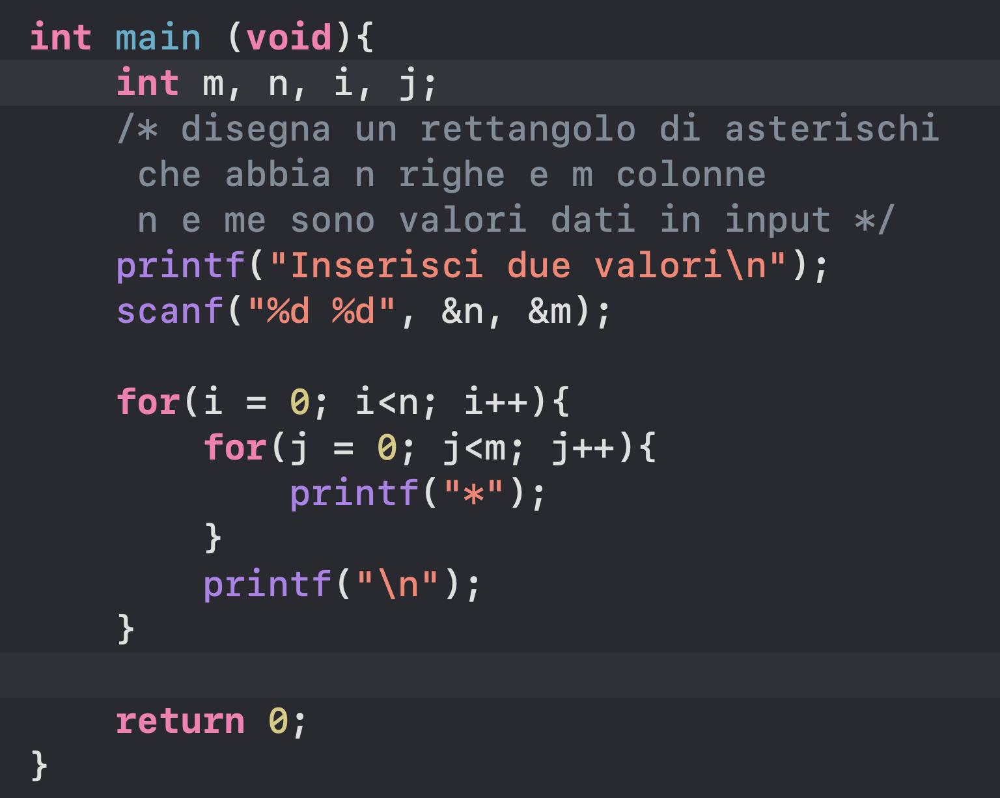 int main (void){
    int m, n, i, j;
    /* disegna un rettangolo di asterischi
     che abbia n righe e m colonne
     n e me sono valori dati in input */
    printf("Inserisci due valori\n");
    scanf("%d %d", &n, &m);

    for(i = 0; i<n; i++){
        for(j = 0; j<m; j++){
            printf("*");
        }
        printf("\n");
    }

    return 0;
}